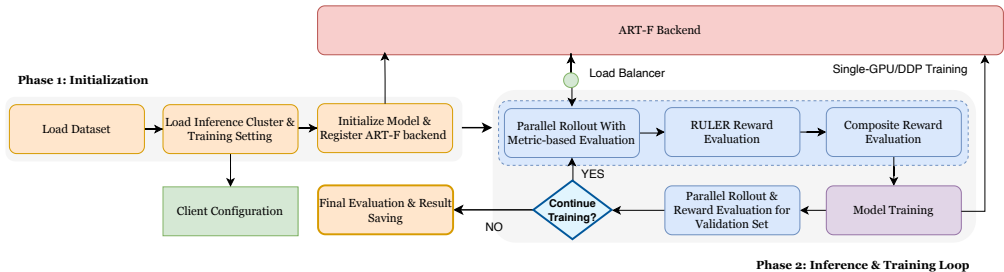 ART-F Backend
Phase 1: Initialization
Load Balancer
Single-GPU/DDP Training
Load Dataset
Load Inference Cluster &
Training Setting
Initialize Model &
Register ART-F backend
Parallel Rollout With
Metric-based Evaluation
RULER Reward
Evaluation
Composite Reward
Evaluation
YES
Client Configuration
Final Evaluation & Result
Saving
NO
Continue
Training?
Parallel Rollout &
Reward Evaluation for
Validation Set
Model Training
Phase 2: Inference & Training Loop